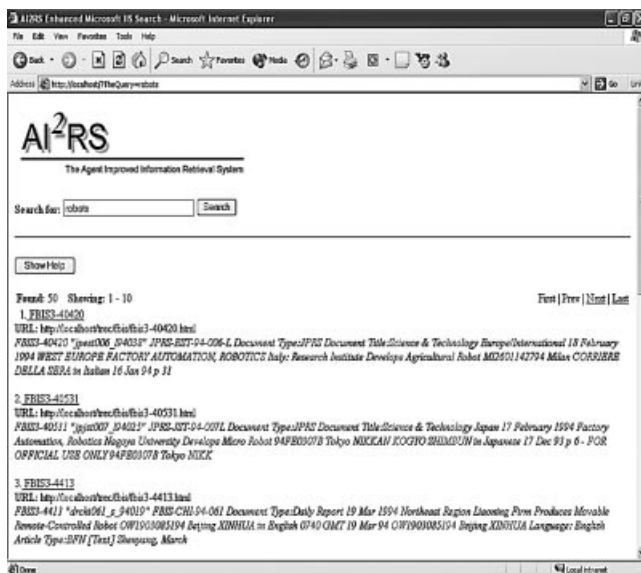 AI2RS Enhanced Microsoft IIS Search - Microsoft Internet Explorer
File Edit View Favorites Tools Help
Back Search Favorites Media
Address http://localhost/?TheQuery=robots Go
AI2RS
The Agent Improved Information Retrieval System
Search for: robots Search
Show Help
Found: 50 Showing: 1 - 10 First | Prev | Next | Last
1. FBIS3-40420
URL: http://localhost/trec/fbis/fbis3-40420.html
FBIS3-40420 "jpest006_l94038" JPRS-EST-94-006-L Document Type:JPRS Document Title:Science & Technology Europe/International 18 February
1994 WEST EUROPE FACTORY AUTOMATION, ROBOTICS Italy: Research Institute Develops Agricultural Robot MI2601142794 Milan CORRIERE
DELLA SERA in Italian 16 Jan 94 p 31
2. FBIS3-40531
URL: http://localhost/trec/fbis/fbis3-40531.html
FBIS3-40531 JPRS-JST-94-007L Document Type:JPRS Document Title:Science & Technology Japan 17 February 1994 Factory
Automation, Robotics Nagoya University Develops Micro Robot 94FE0307B Tokyo NIKKAN KOGYO SHIMBUN in Japanese 17 Dec 93 p 6 - FOR
OFFICIAL USE ONLY 94FE0307B Tokyo NIKK
3. FBIS3-4413
URL: http://localhost/trec/fbis/fbis3-4413.html
FBIS3-4413 "drchi061_s_94019" FBIS-CHI-94-061 Document Type:Daily Report 19 Mar 1994 Northeast Region Liaoning Firm Produces Movable
Remote-Controlled Robot OW1903085194 Beijing XINHUA in English 0740 GMT 19 Mar 94 OW1903085194 Beijing XINHUA Language: English
Article Type:BFN [Text] Shenyang, March
Done Local intranet